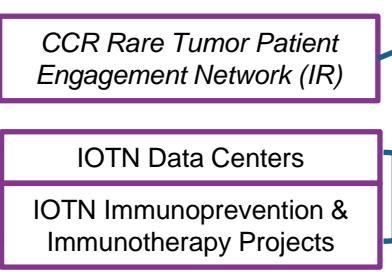 CCR Rare Tumor Patient
Engagement Network (IR)
IOTN Data Centers
IOTN Immunoprevention &
Immunotherapy Projects